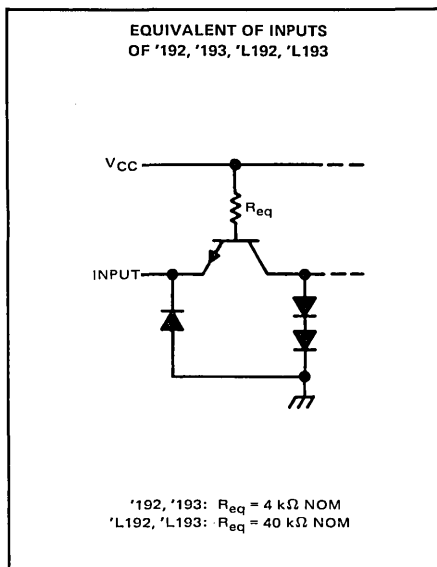 EQUIVALENT OF INPUTS
OF '192, '193, 'L192, 'L193
VCC
Req
INPUT
'192, '193: Req = 4 kΩ NOM
'L192, 'L193: Req = 40 kΩ NOM